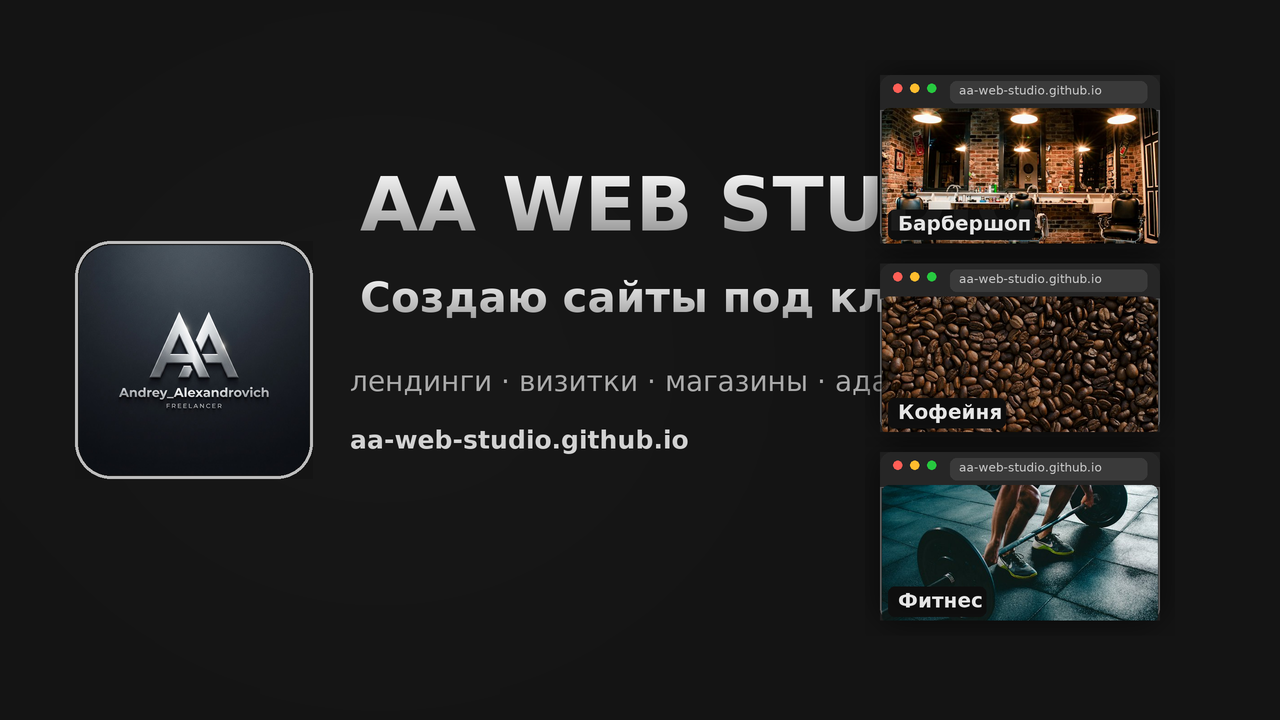 AA WEB STU
Создаю сайты под кл
лендинги · визитки · магазины · ада
aa-web-studio.github.io
AA
Andrey_Alexandrovich
FREELANCER
aa-web-studio.github.io
Барбершоп
aa-web-studio.github.io
Кофейня
aa-web-studio.github.io
Фитнес